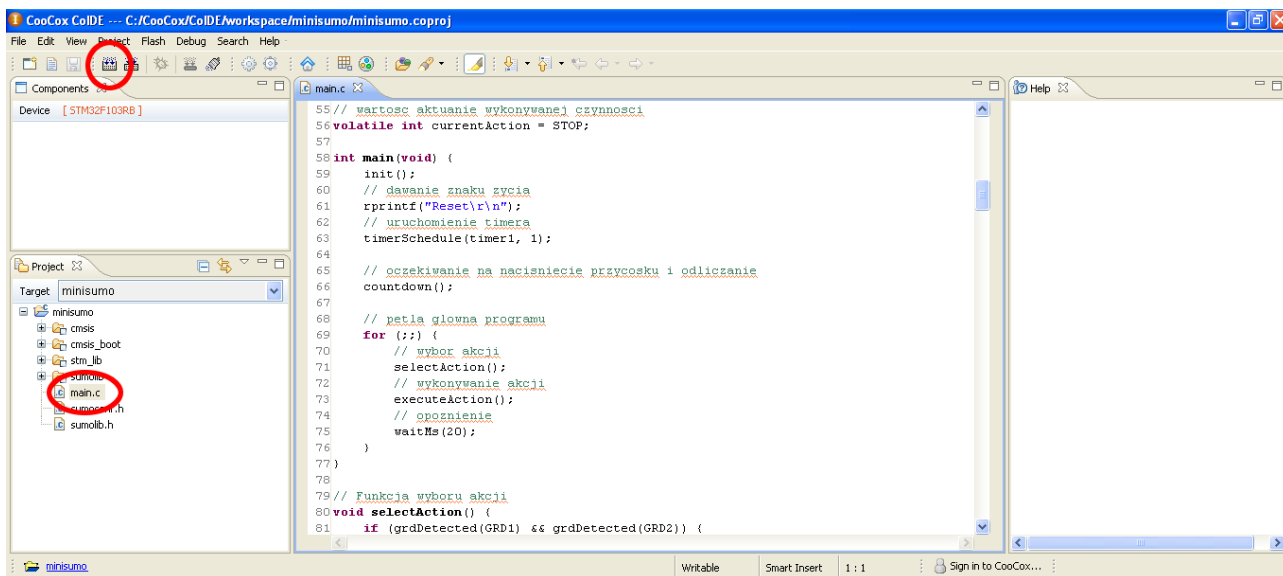 CooCox CoIDE --- C:/CooCox/CoIDE/workspace/minisumo/minisumo.coproj
File Edit View Project Flash Debug Search Help
Components
Device [ STM32F103RB ]
Project
Target minisumo
minisumo
cmsis
cmsis_boot
stm_lib
sumolib
main.c
sumolib.h
main.c
55 // wartosc aktuanie wykonywanej czynnosci
56 volatile int currentAction = STOP;
57
58 int main(void) {
59 init();
60 // dawanie znaku zycia
61 rprintf("Reset\r\n");
62 // uruchomienie timera
63 timerSchedule(timer1, 1);
64
65 // oczekiwanie na nacisniecie przycosku i odliczanie
66 countdown();
67
68 // petla glowna programu
69 for (;;) {
70 // wybor akcji
71 selectAction();
72 // wykonywanie akcji
73 executeAction();
74 // opoznienie
75 waitMs(20);
76 }
77 }
78
79 // Funkcja wyboru akcji
80 void selectAction() {
81 if (grdDetected(GRD1) && grdDetected(GRD2)) {
Help
minisumo
Writable
Smart Insert
1 : 1
Sign in to CooCox...